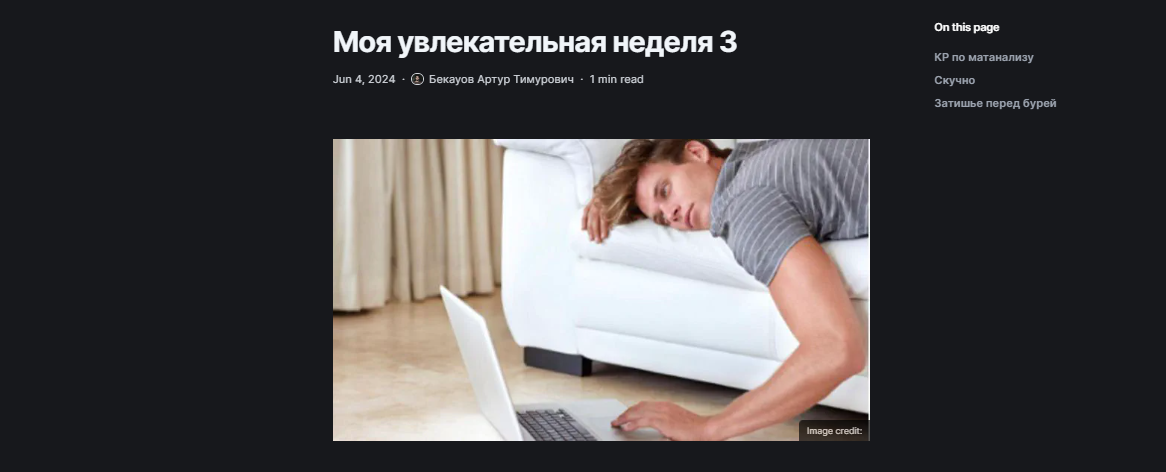 Моя увлекательная неделя 3
Jun 4, 2024 · Бекауов Артур Тимурович · 1 min read
On this page
КР по матанализу
Скучно
Затишье перед бурей
Image credit: